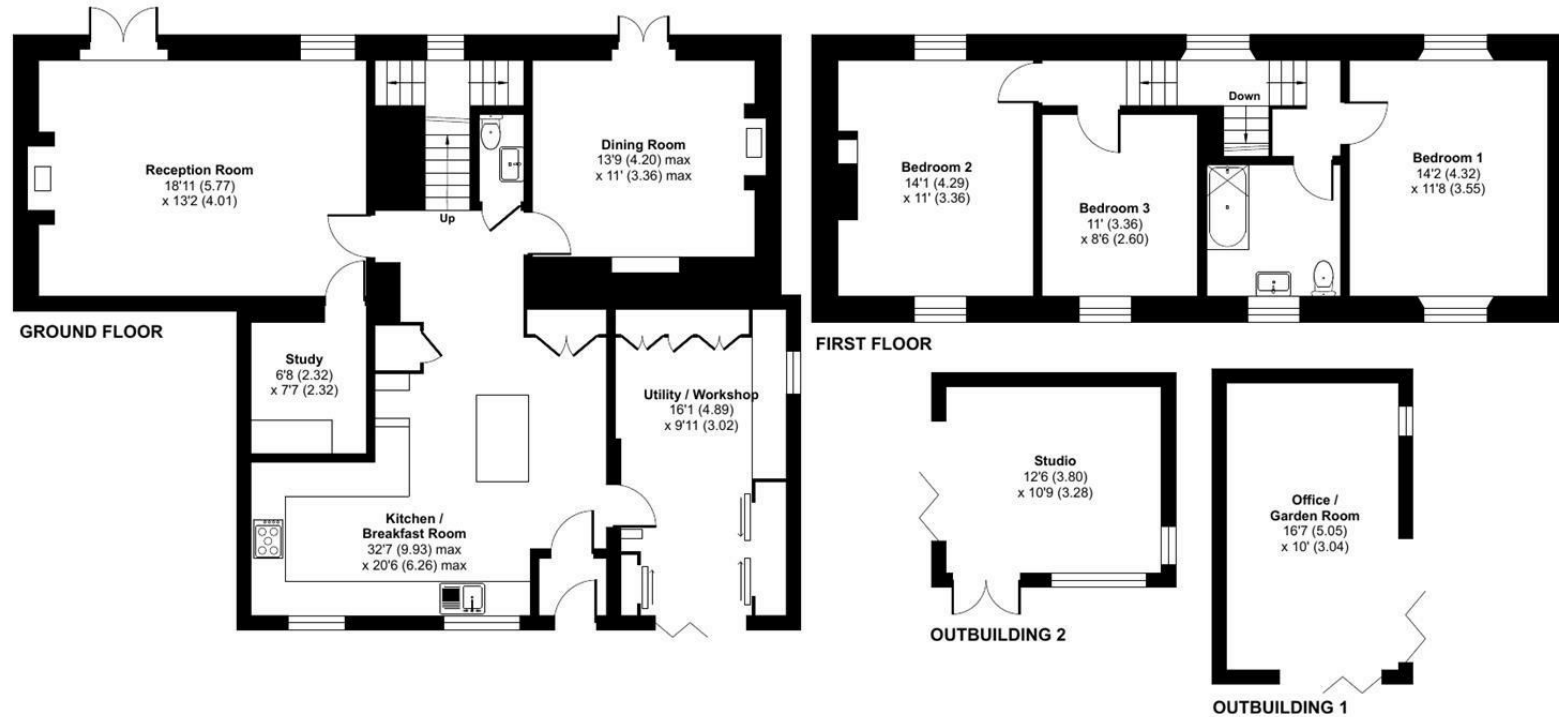 Reception Room
18'11 (5.77)
x 13'2 (4.01)
Up
Dining Room
13'9 (4.20) max
x 11' (3.36) max
GROUND FLOOR
Study
6'8 (2.32)
x 7'7 (2.32)
Kitchen /
Breakfast Room
32'7 (9.93) max
x 20'6 (6.26) max
Utility / Workshop
16'1 (4.89)
x 9'11 (3.02)
Bedroom 2
14'1 (4.29)
x 11' (3.36)
Down
Bedroom 3
11' (3.36)
x 8'6 (2.60)
Bedroom 1
14'2 (4.32)
x 11'8 (3.55)
FIRST FLOOR
Studio
12'6 (3.80)
x 10'9 (3.28)
OUTBUILDING 2
Office /
Garden Room
16'7 (5.05)
x 10' (3.04)
OUTBUILDING 1